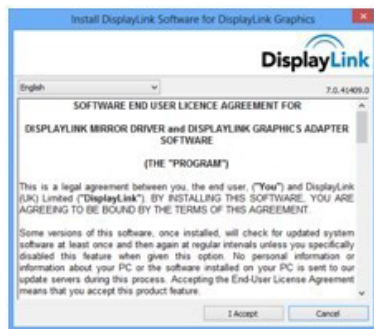 Install DisplayLink Software for DisplayLink Graphics
DisplayLink
English
7.0.41409.0
SOFTWARE END USER LICENCE AGREEMENT FOR
DISPLAYLINK MIRROR DRIVER and DISPLAYLINK GRAPHICS ADAPTER
SOFTWARE
(THE "PROGRAM")
This is a legal agreement between you, the end user, ("You") and DisplayLink
(UK) Limited ("DisplayLink"). BY INSTALLING THIS SOFTWARE, YOU ARE
AGREEING TO BE BOUND BY THE TERMS OF THIS AGREEMENT.
Some versions of this software, once installed, will check for updated system
software at least once and then again at regular intervals unless you specifically
disabled this feature when given this option. No personal information or
information about your PC or the software installed on your PC is sent to our
update servers during this process. Accepting the End-User License Agreement
means that you accept this product feature.
I Accept
Cancel